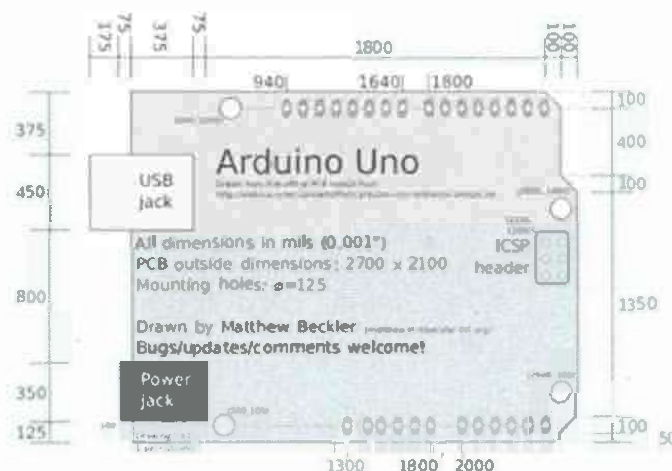 175
75
375
75
1800
100
100
940
1640
1800
100
375
400
Arduino Uno
100
USB
jack
450
All dimensions in mils (0.001")
PCB outside dimensions: 2700 x 2100
Mounting holes: ø=125
ICSP
header
800
1350
Drawn by Matthew Beckler
Bugs/updates/comments welcome!
Power
jack
350
125
100
50
1300
1800
2000